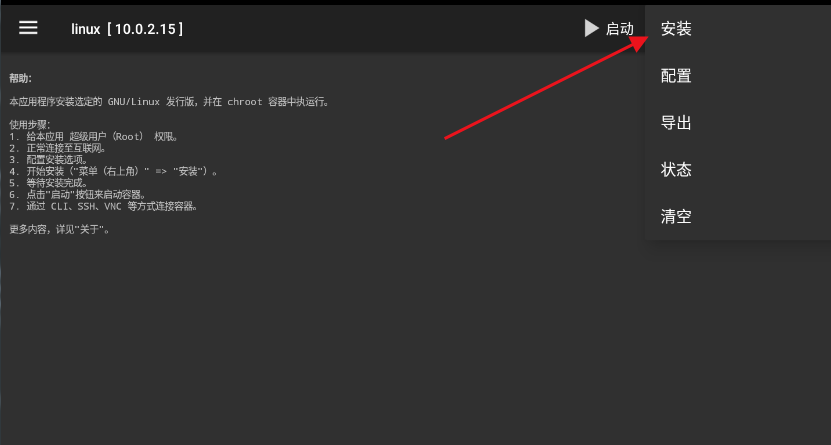 linux [ 10.0.2.15 ]
启动
安装
配置
导出
状态
清空
帮助:
本应用程序安装选定的 GNU/Linux 发行版，并在 chroot 容器中执运行。
使用步骤:
1. 给本应用 超级用户（Root） 权限。
2. 正常连接至互联网。
3. 配置安装选项。
4. 开始安装（"菜单（右上角）" => "安装"）。
5. 等待安装完成。
6. 点击"启动"按钮来启动容器。
7. 通过 CLI、SSH、VNC 等方式连接容器。
更多内容，详见"关于"。